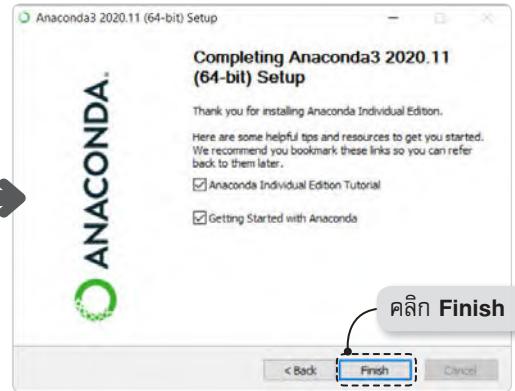 Anaconda3 2020.11 (64-bit) Setup
ANACONDA.
Completing Anaconda3 2020.11
(64-bit) Setup
Thank you for installing Anaconda Individual Edition.
Here are some helpful tips and resources to get you started.
We recommend you bookmark these links so you can refer
back to them later.
Anaconda Individual Edition Tutorial
Getting Started with Anaconda
คลิก Finish
< Back Finish Cancel